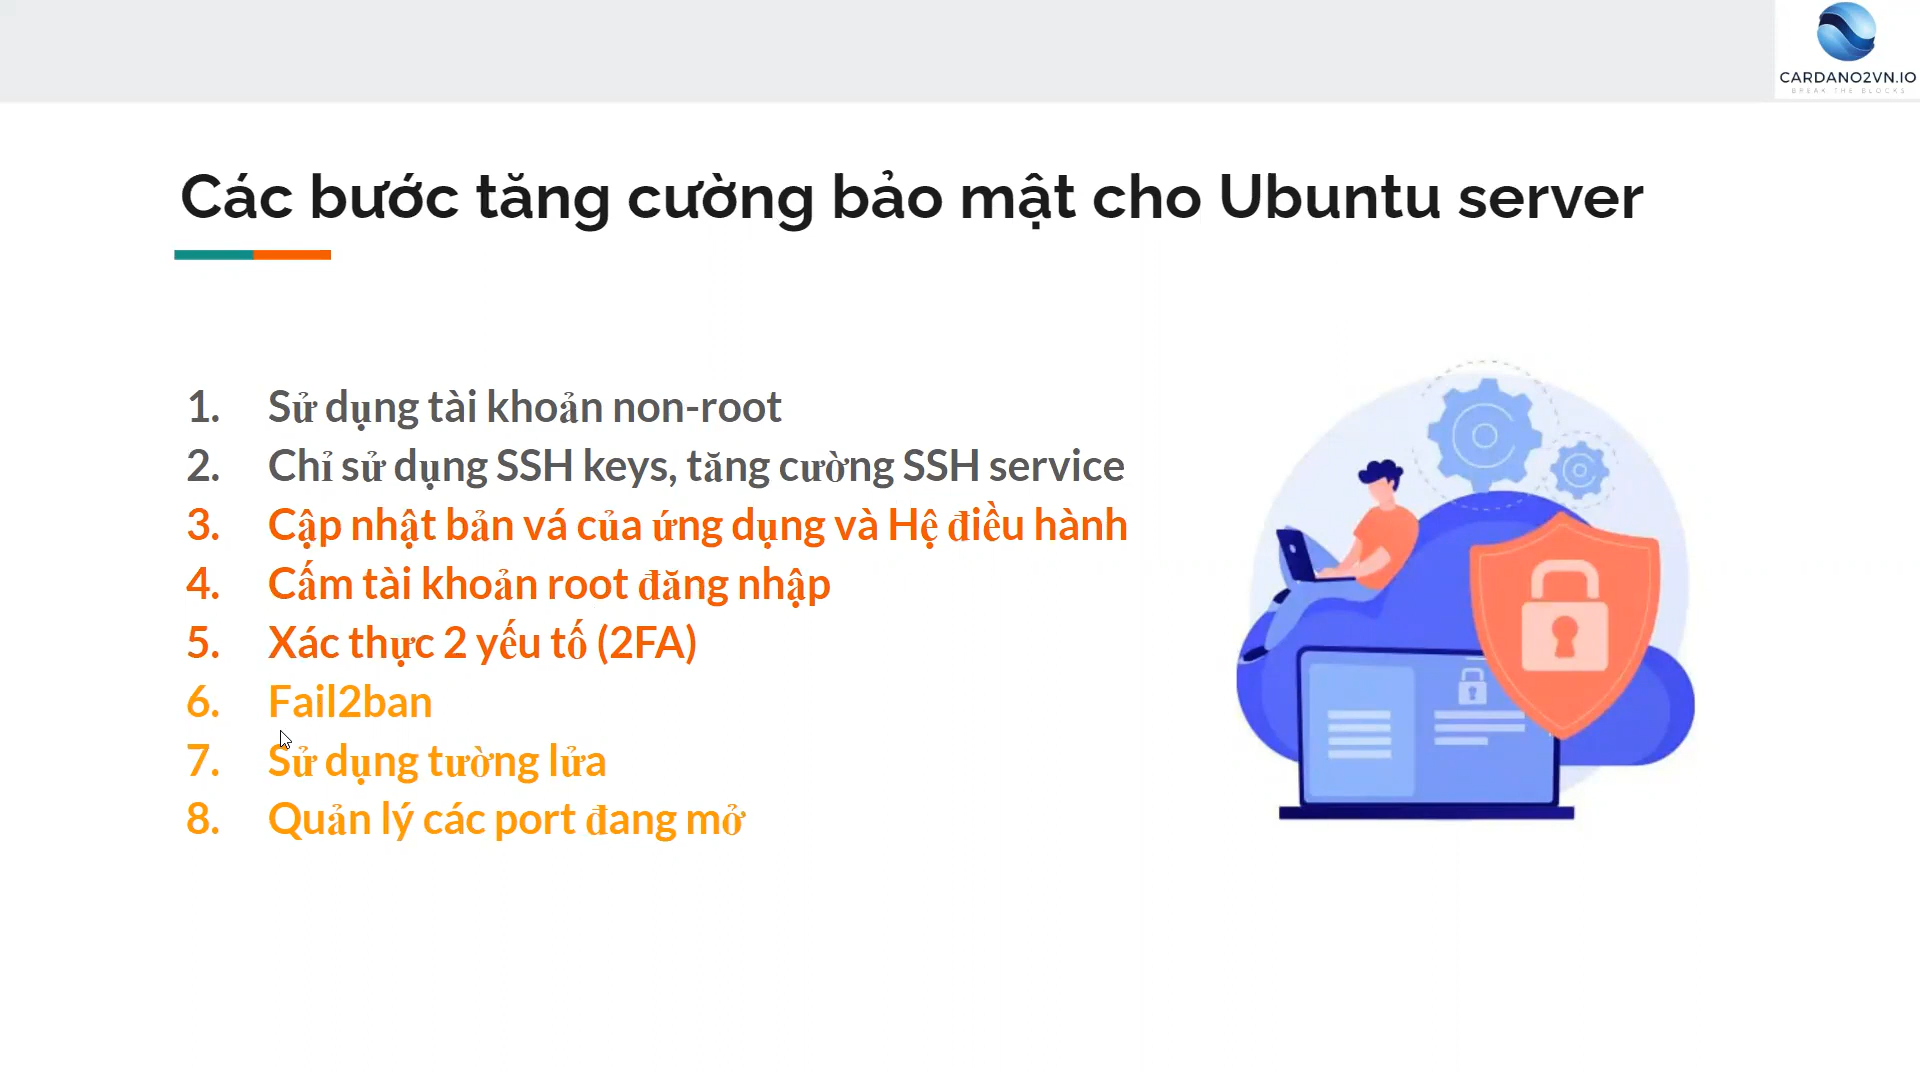 CARDANO2VN.IO
BREAK THE BLOCKS
Các bước tăng cường bảo mật cho Ubuntu server
1. Sử dụng tài khoản non-root
2. Chỉ sử dụng SSH keys, tăng cường SSH service
3. Cập nhật bản vá của ứng dụng và Hệ điều hành
4. Cấm tài khoản root đăng nhập
5. Xác thực 2 yếu tố (2FA)
6. Fail2ban
7. Sử dụng tường lửa
8. Quản lý các port đang mở